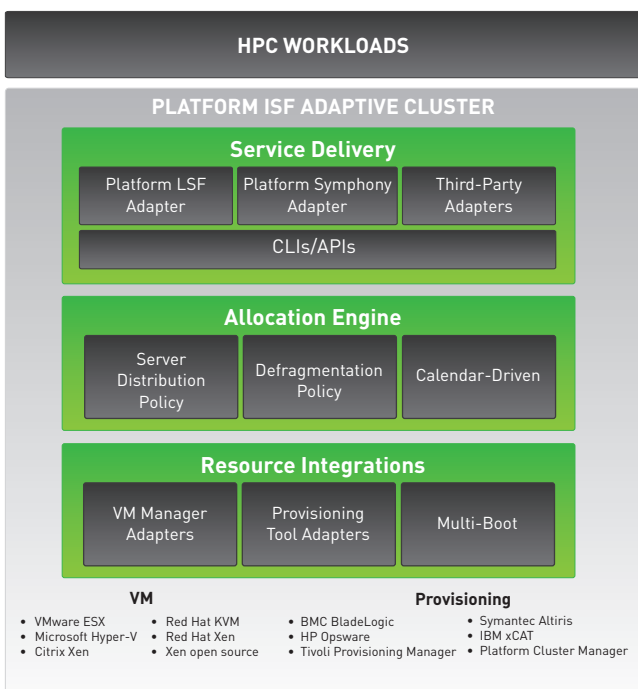 HPC WORKLOADS
PLATFORM ISF ADAPTIVE CLUSTER
Service Delivery
Platform LSF
Adapter
Platform Symphony
Adapter
Third-Party
Adapters
CLIs/APIs
Allocation Engine
Server
Distribution
Policy
Defragmentation
Policy
Calendar-Driven
Resource Integrations
VM Manager
Adapters
Provisioning
Tool Adapters
Multi-Boot
VM
• VMware ESX
• Microsoft Hyper-V
• Citrix Xen
• Red Hat KVM
• Red Hat Xen
• Xen open source
Provisioning
• BMC BladeLogic
• HP Opsware
• Tivoli Provisioning Manager
• Symantec Altiris
• IBM xCAT
• Platform Cluster Manager